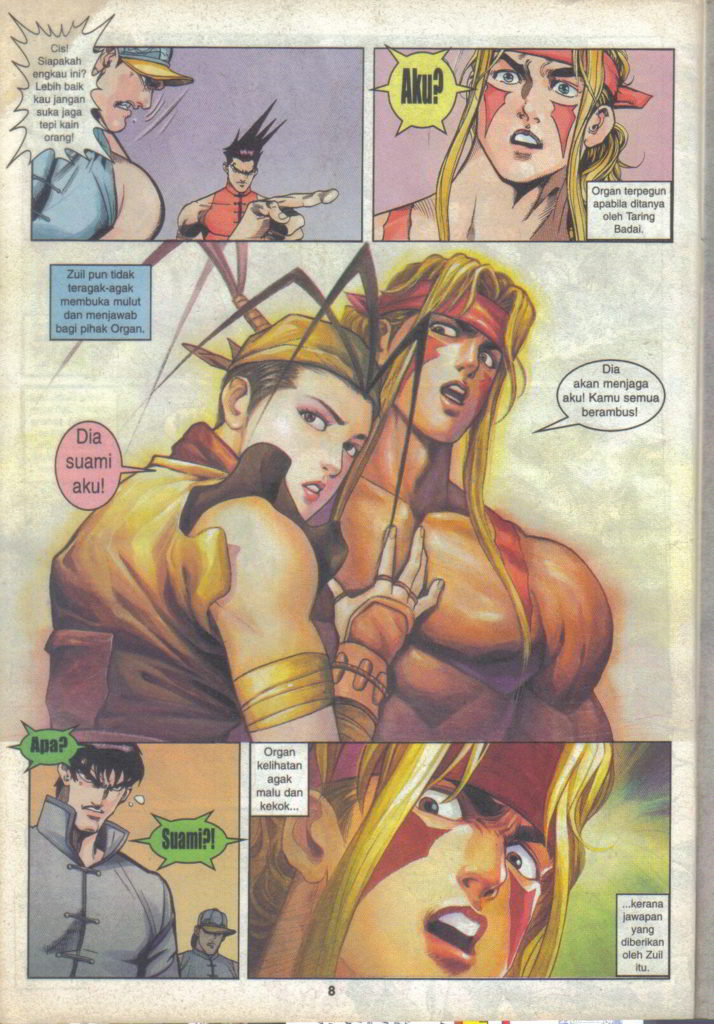 Cis!
Siapakah
engkau ini?
Lebih baik
kau jangan
suka jaga
tepi kain
orang!
Aku?
Organ terpegun
apabila ditanya
oleh Taring
Badai.
Zuil pun tidak
teragak-agak
membuka mulut
dan menjawab
bagi pihak Organ.
Dia
akan menjaga
aku! Kamu semua
berambus!
Dia
suami
aku!
Apa?
Suami?!
Organ
kelihatan
agak
malu dan
kekok...
...kerana
jawapan
yang
diberikan
oleh Zuil
itu.
8